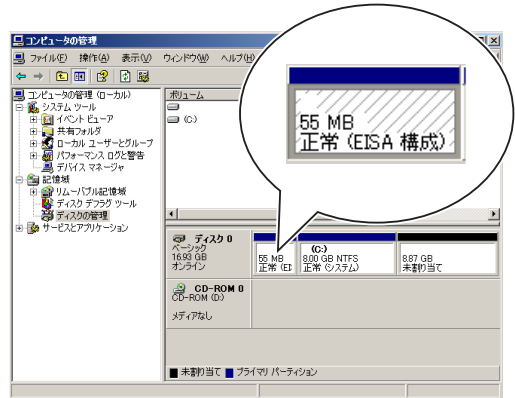 コンピュータの管理
ファイル(F) 操作(A) 表示(V) ウィンドウ(W) ヘルプ(H)
コンピュータの管理 (ローカル)
システム ツール
イベント ビューア
共有フォルダ
ローカル ユーザーとグループ
パフォーマンス ログと警告
デバイス マネージャ
記憶域
リムーバブル記憶域
ディスク デフラグ ツール
ディスクの管理
サービスとアプリケーション
ボリューム
(C:)
55 MB
正常 (EISA 構成)
ディスク 0
ベーシック
16.93 GB
オンライン
55 MB
正常 (EI
(C:)
8.00 GB NTFS
正常 (システム)
8.87 GB
未割り当て
CD-ROM 0
CD-ROM (D:)
メディアなし
未割り当て プライマリ パーティション